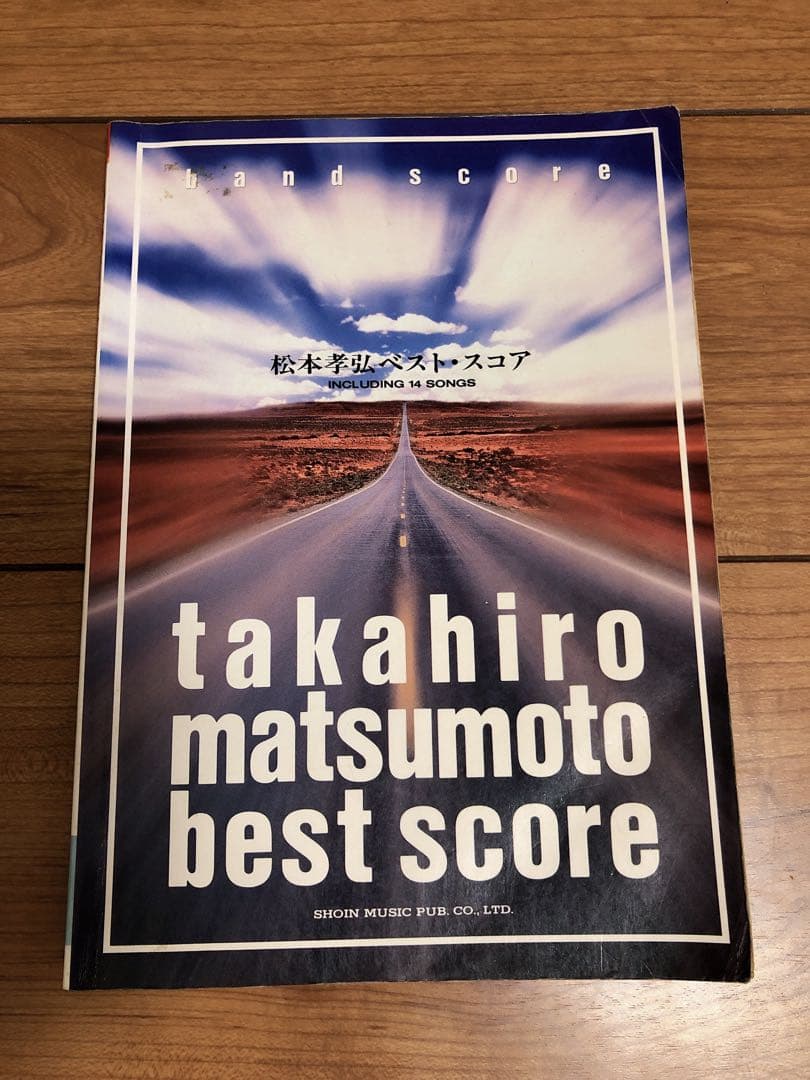 band score
松本孝弘ベスト・スコア
INCLUDING 14 SONGS
takahiro
matsumoto
best score
SHOIN MUSIC PUB. CO., LTD.